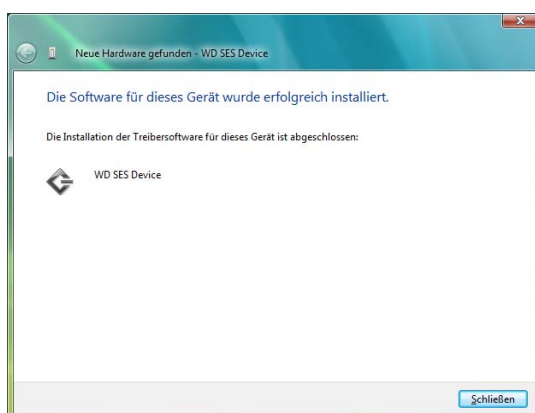 Neue Hardware gefunden - WD SES Device
Die Software für dieses Gerät wurde erfolgreich installiert.
Die Installation der Treibersoftware für dieses Gerät ist abgeschlossen:
WD SES Device
Schließen